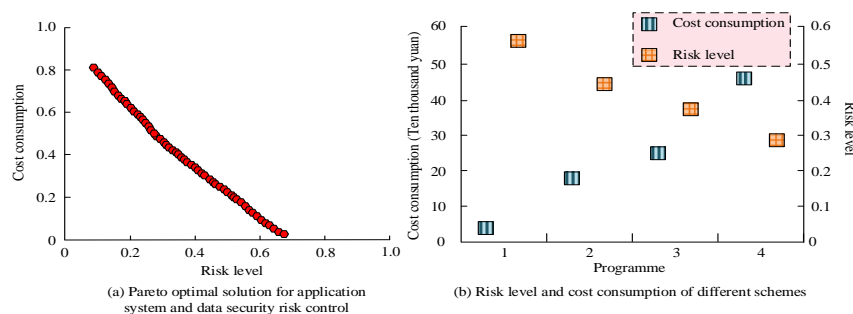 1.0
0.8
0.6
0.4
0.2
0
Cost consumption
0 0.2 0.4 0.6 0.8 1.0
Risk level
(a) Pareto optimal solution for application
system and data security risk control
60
50
40
30
20
10
0
Cost consumption (Ten thousand yuan)
Cost consumption
Risk level
0.6
0.5
0.4
0.3
0.2
0.6
0
Risk level
1 2 3 4
Programme
(b) Risk level and cost consumption of different schemes